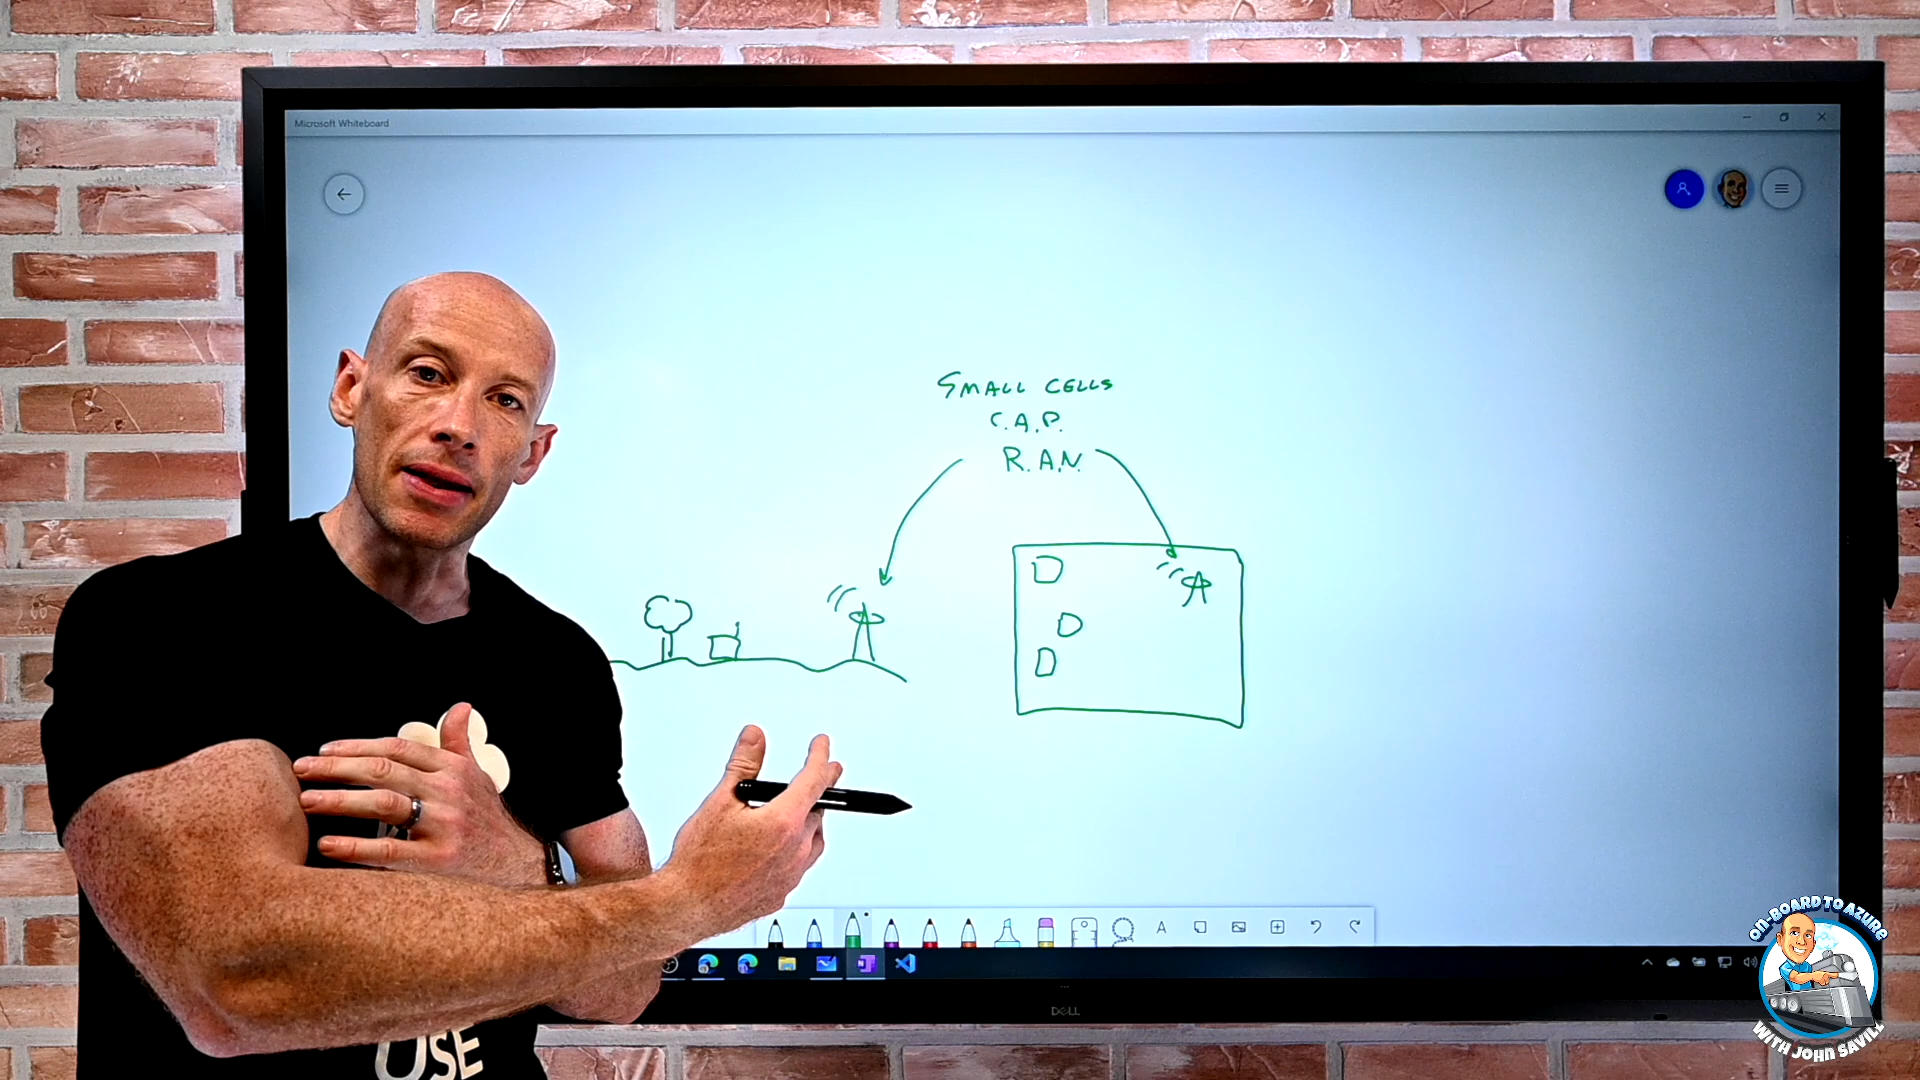 Microsoft Whiteboard
SMALL CELLS
C.A.P.
R.A.N.
USE
DELL
ON-BOARD TO AZURE
WITH JOHN SAVILL